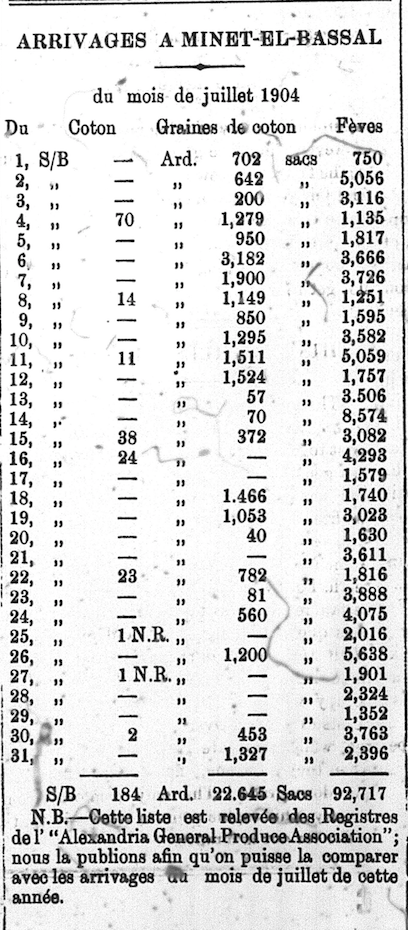 ARRIVAGES A MINET-EL-BASSAL
du mois de juillet 1904
Du Coton Graines de coton Fèves
1, S/B — Ard. 702 sacs 750
2, „ — „ 642 „ 5,056
3, „ — „ 200 „ 3,116
4, „ 70 „ 1,279 „ 1,135
5, „ — „ 950 „ 1,817
6, „ — „ 3,182 „ 3,666
7, „ — „ 1,900 „ 3,726
8, „ 14 „ 1,149 „ 1,251
9, „ — „ 850 „ 1,595
10, „ — „ 1,295 „ 3,582
11, „ 11 „ 1,511 „ 5,059
12, „ — „ 1,524 „ 1,757
13, „ — „ 57 „ 3.506
14, „ — „ 70 „ 8,574
15, „ 38 „ 372 „ 3,082
16, „ 24 „ — „ 4,293
17, „ — „ — „ 1,579
18, „ — „ 1.466 „ 1,740
19, „ — „ 1,053 „ 3,023
20, „ — „ 40 „ 1,630
21, „ — „ — „ 3,611
22, „ 23 „ 782 „ 1,816
23, „ — „ 81 „ 3,888
24, „ — „ 560 „ 4,075
25, „ 1 N.R. „ — „ 2,016
26, „ — „ 1,200 „ 5,638
27, „ 1 N.R. „ — „ 1,901
28, „ — „ — „ 2,324
29, „ — „ — „ 1,352
30, „ 2 „ 453 „ 3,763
31, „ — „ 1,327 „ 2,396
S/B 184 Ard. 22.645 Sacs 92,717
N.B.—Cette liste est relevée des Registres
de l' "Alexandria General Produce Association";
nous la publions afin qu'on puisse la comparer
avec les arrivages du mois de juillet de cette
année.